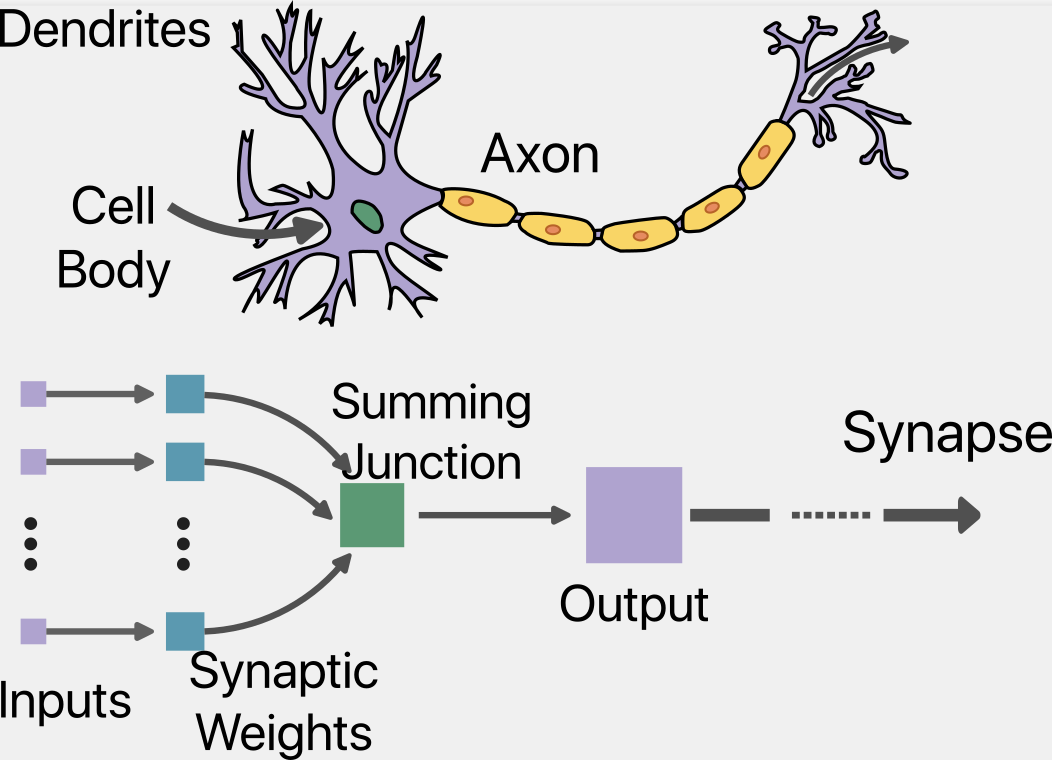 Dendrites
Axon
Cell
Body
Summing
Junction
Synapse
Output
Synaptic
Weights
Inputs